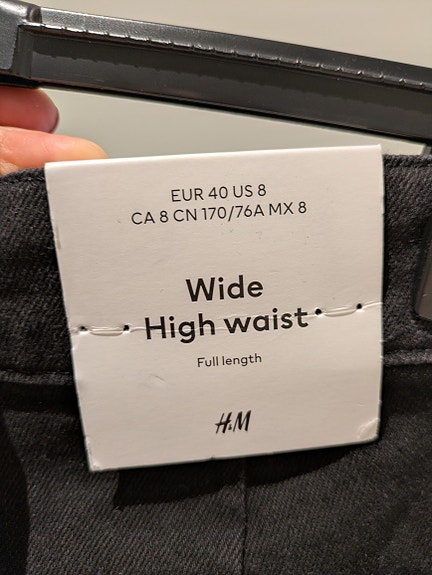 EUR 40 US 8
CA 8 CN 170/76A MX 8
Wide
High waist
Full length
H&M